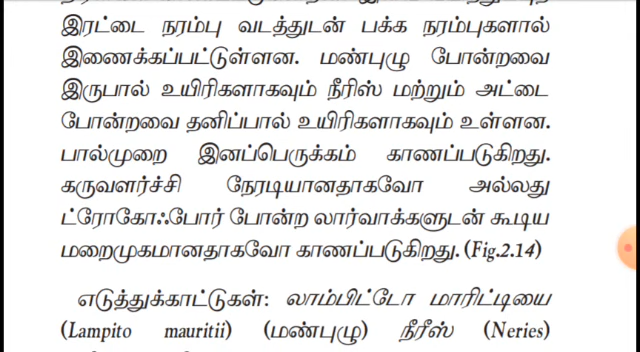 இரட்டை நரம்பு வடத்துடன் பக்க நரம்புகளால்
இணைக்கப்பட்டுள்ளன. மண்புழு போன்றவை
இருபால் உயிரிகளாகவும் நீரிஸ் மற்றும் அட்டை
போன்றவை தனிப்பால் உயிரிகளாகவும் உள்ளன.
பால்முறை இனப்பெருக்கம் காணப்படுகிறது.
கருவளர்ச்சி நேரடியானதாகவோ அல்லது
ட்ரோகோஃபோர் போன்ற லார்வாக்களுடன் கூடிய
மறைமுகமானதாகவோ காணப்படுகிறது. (Fig.2.14)
எடுத்துக்காட்டுகள்: லாம்பிட்டோ மாரிட்டியை
(Lampito mauritii) (மண்புழு) நீரீஸ் (Neries)